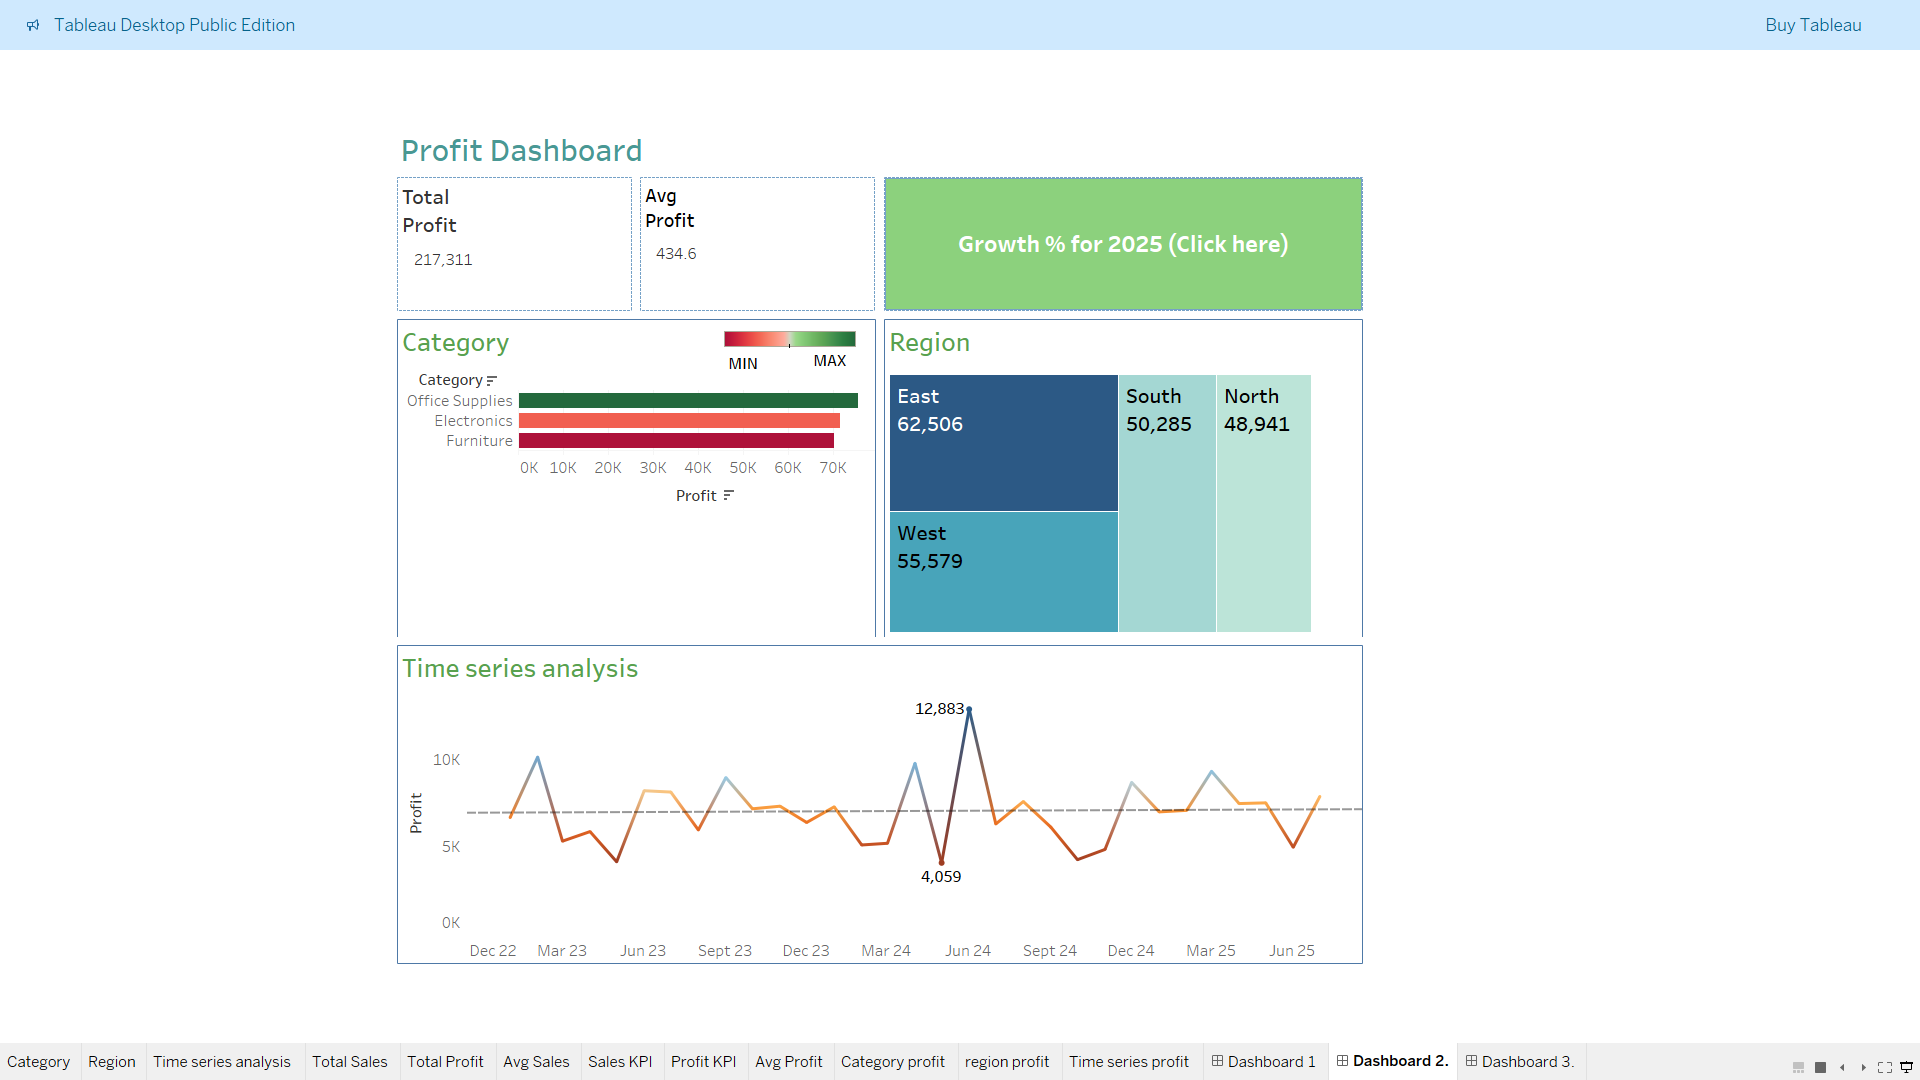 Tableau Desktop Public Edition
Buy Tableau
Profit Dashboard
Total
Profit
217,311
Avg
Profit
434.6
Growth % for 2025 (Click here)
Category
MIN
MAX
Category
Office Supplies
Electronics
Furniture
0K 10K 20K 30K 40K 50K 60K 70K
Profit
Region
East
62,506
West
55,579
South
50,285
North
48,941
Time series analysis
12,883
4,059
10K
5K
0K
Profit
Dec 22 Mar 23 Jun 23 Sept 23 Dec 23 Mar 24 Jun 24 Sept 24 Dec 24 Mar 25 Jun 25
Category Region Time series analysis Total Sales Total Profit Avg Sales Sales KPI Profit KPI Avg Profit Category profit region profit Time series profit Dashboard 1 Dashboard 2. Dashboard 3.